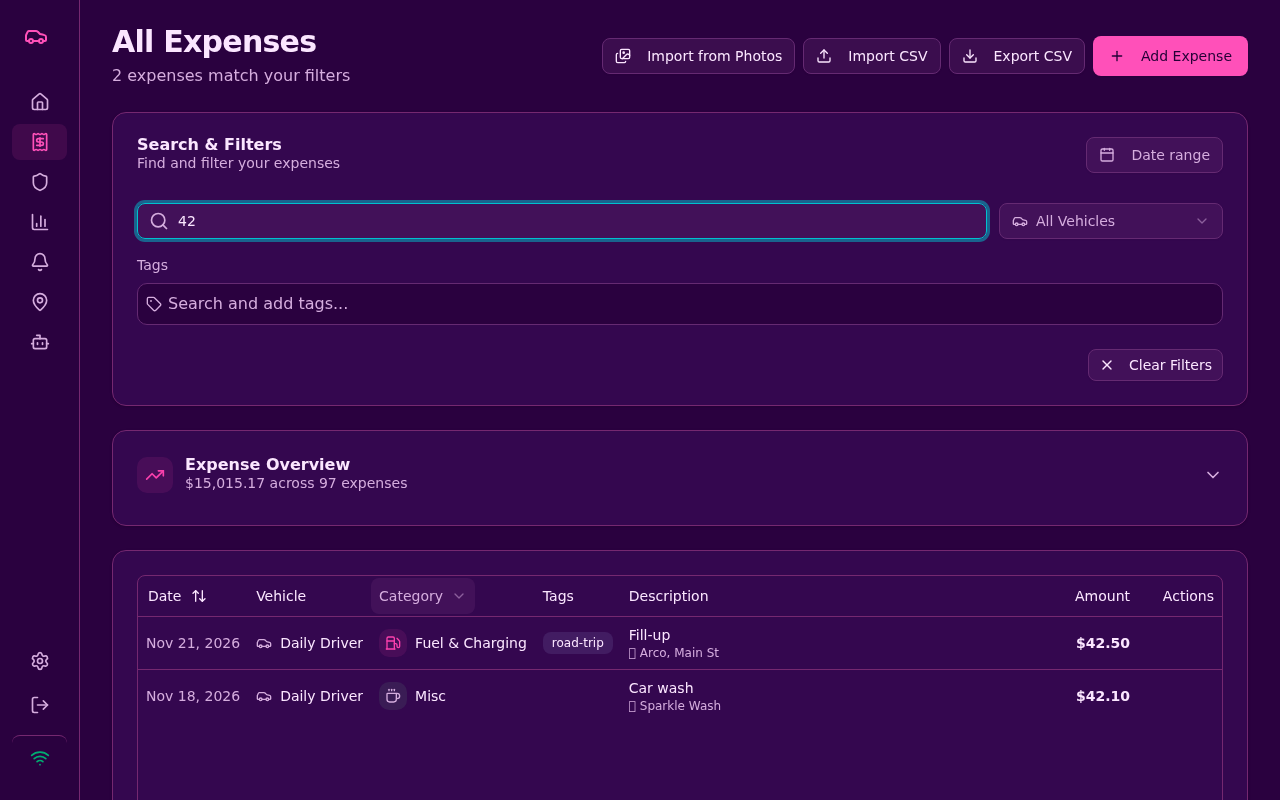 All Expenses
2 expenses match your filters
Import from Photos
Import CSV
Export CSV
Add Expense
Search & Filters
Find and filter your expenses
Date range
42
All Vehicles
Tags
Search and add tags...
Clear Filters
Expense Overview
$15,015.17 across 97 expenses
Date Vehicle Category Tags Description Amount Actions
Nov 21, 2026 Daily Driver Fuel & Charging road-trip Fill-up $42.50
Arco, Main St
Nov 18, 2026 Daily Driver Misc Car wash $42.10
Sparkle Wash